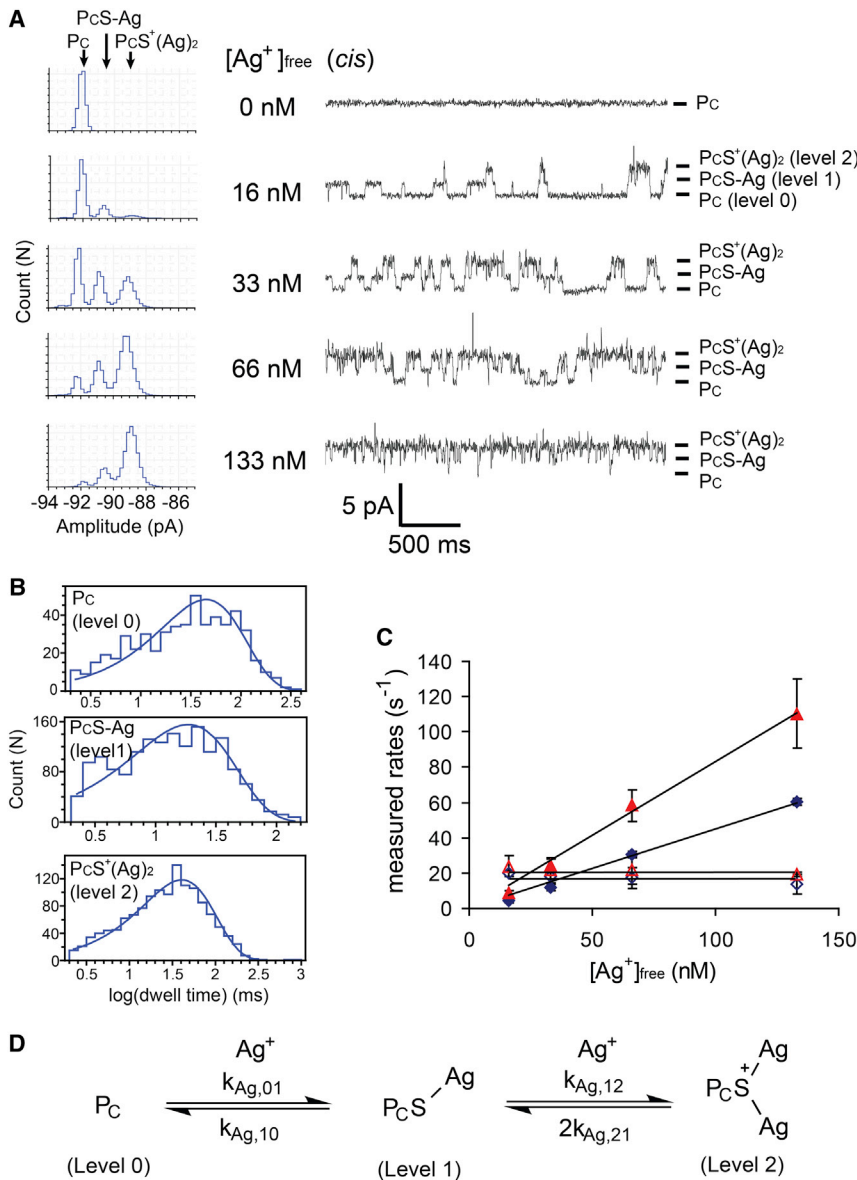 A
PcS-Ag
Pc
PcS⁺(Ag)₂
[Ag⁺]free (cis)
0 nM
Pc
16 nM
PcS⁺(Ag)₂ (level 2)
PcS-Ag (level 1)
Pc (level 0)
Count (N)
33 nM
PcS⁺(Ag)₂
PcS-Ag
Pc
66 nM
PcS⁺(Ag)₂
PcS-Ag
Pc
133 nM
PcS⁺(Ag)₂
PcS-Ag
Pc
-94 -92 -90 -88 -86
Amplitude (pA)
5 pA
500 ms
B
Pc
(level 0)
40
20
0
0.5 1 1.5 2 2.5
PcS-Ag
(level1)
160
80
0
0.5 1 1.5 2
Count (N)
PcS⁺(Ag)₂
(level 2)
120
80
40
0
0.5 1 1.5 2 2.5 3
log(dwell time) (ms)
C
measured rates (s⁻¹)
140
120
100
80
60
40
20
0
0 50 100 150
[Ag⁺]free (nM)
D
Ag⁺
Ag⁺
Pc
kAg,01
kAg,10
PcS
Ag
kAg,12
2kAg,21
PcS
+
Ag
Ag
(Level 0)
(Level 1)
(Level 2)